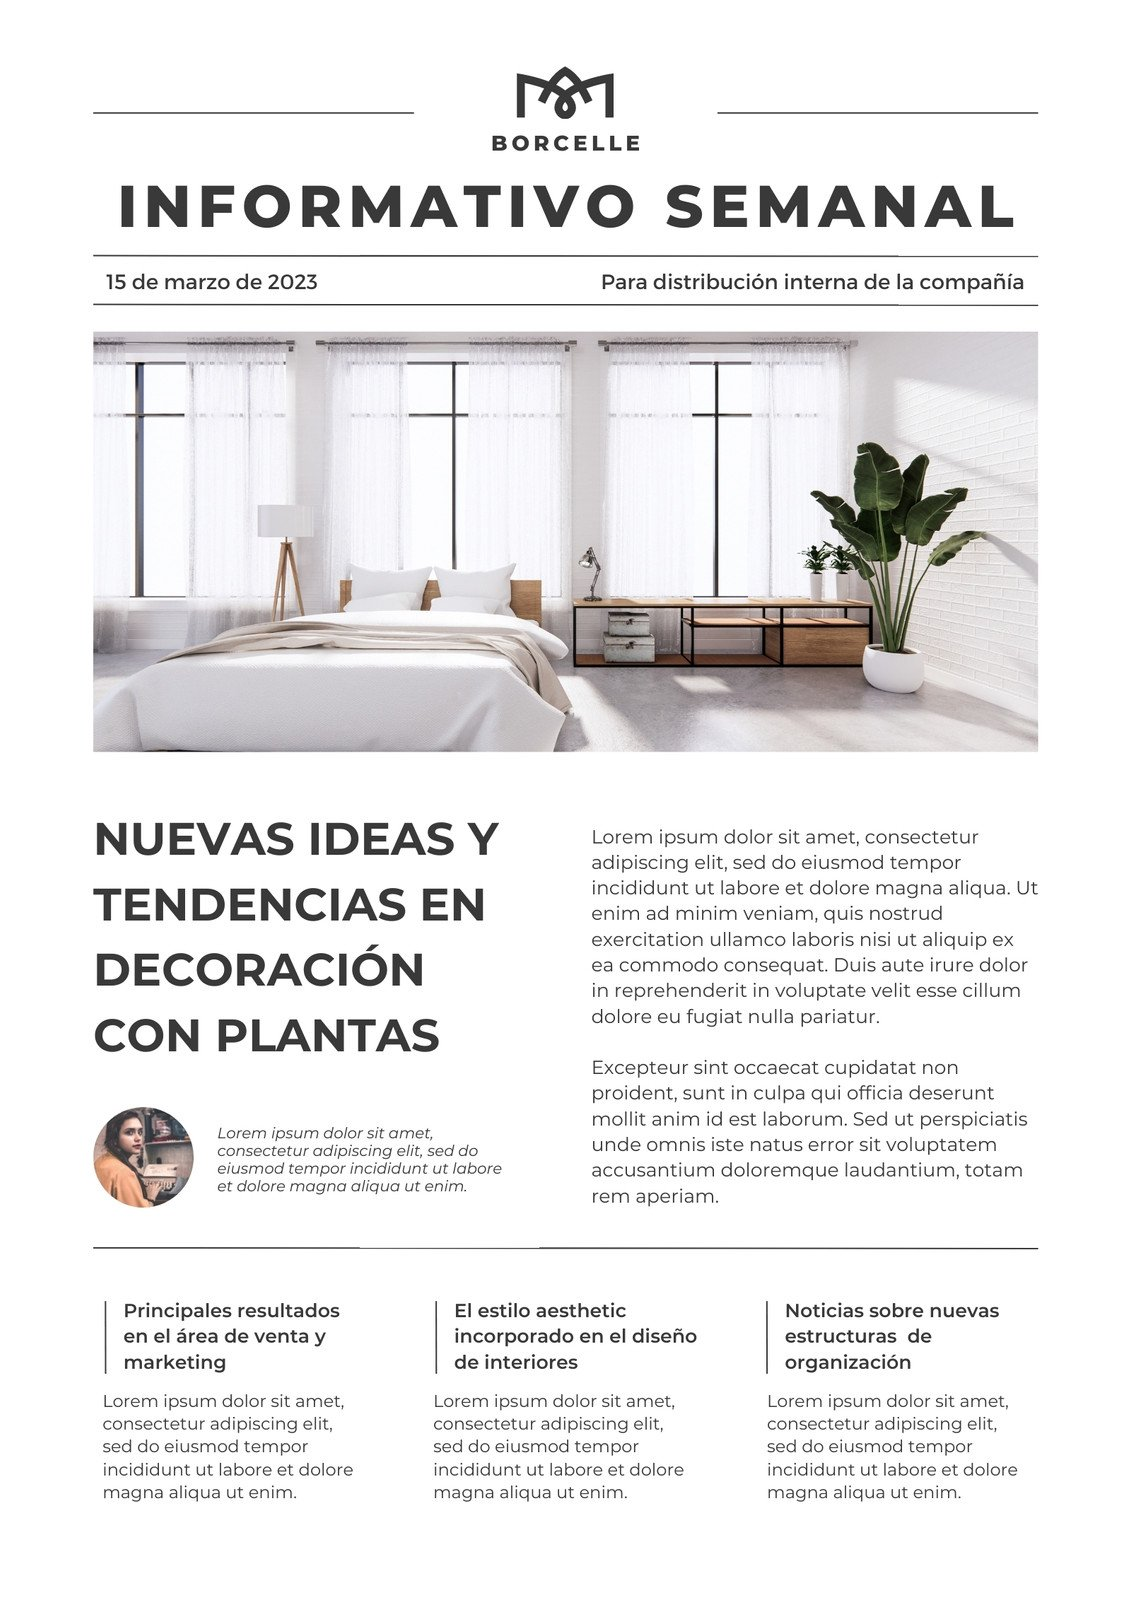 BORCELLE
INFORMATIVO SEMANAL
15 de marzo de 2023
Para distribución interna de la compañía
NUEVAS IDEAS Y
TENDENCIAS EN
DECORACIÓN
CON PLANTAS
Lorem ipsum dolor sit amet,
consectetur adipiscing elit, sed do
eiusmod tempor incididunt ut labore
et dolore magna aliqua ut enim.
Lorem ipsum dolor sit amet, consectetur
adipiscing elit, sed do eiusmod tempor
incididunt ut labore et dolore magna aliqua. Ut
enim ad minim veniam, quis nostrud
exercitation ullamco laboris nisi ut aliquip ex
ea commodo consequat. Duis aute irure dolor
in reprehenderit in voluptate velit esse cillum
dolore eu fugiat nulla pariatur.
Excepteur sint occaecat cupidatat non
proident, sunt in culpa qui officia deserunt
mollit anim id est laborum. Sed ut perspiciatis
unde omnis iste natus error sit voluptatem
accusantium doloremque laudantium, totam
rem aperiam.
Principales resultados
en el área de venta y
marketing
Lorem ipsum dolor sit amet,
consectetur adipiscing elit,
sed do eiusmod tempor
incididunt ut labore et dolore
magna aliqua ut enim.
El estilo aesthetic
incorporado en el diseño
de interiores
Lorem ipsum dolor sit amet,
consectetur adipiscing elit,
sed do eiusmod tempor
incididunt ut labore et dolore
magna aliqua ut enim.
Noticias sobre nuevas
estructuras de
organización
Lorem ipsum dolor sit amet,
consectetur adipiscing elit,
sed do eiusmod tempor
incididunt ut labore et dolore
magna aliqua ut enim.